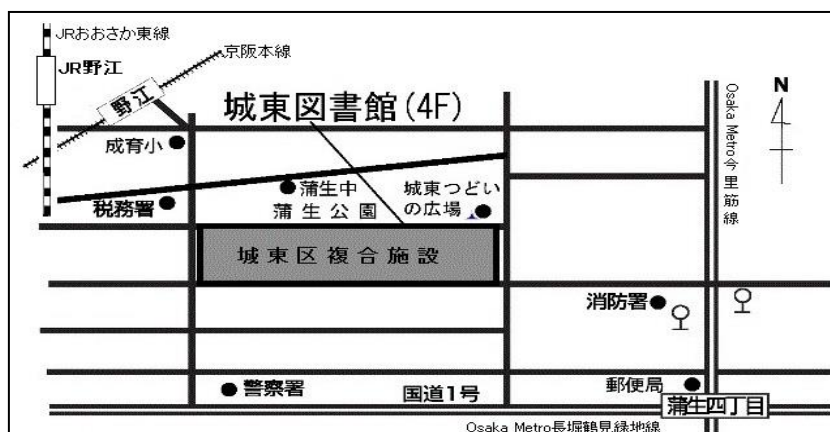 JRおおさか東線
京阪本線
JR野江
野江
城東図書館(4F)
N
Osaka Metro今里筋線
成育小
蒲生中
蒲生公園
城東つどいの広場
税務署
城東区複合施設
消防署
警察署
国道1号
郵便局
蒲生四丁目
Osaka Metro長堀鶴見緑地線